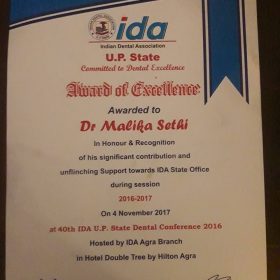 ida
Indian Dental Association
U.P. State
Committed to Dental Excellence
Award of Excellence
Awarded to
Dr Malika Sethi
In Honour & Recognition
of his significant contribution and
unflinching Support towards IDA State Office
during session
2016-2017
On 4 November 2017
at 40th IDA U.P. State Dental Conference 2016
Hosted by IDA Agra Branch
in Hotel Double Tree by Hilton Agra